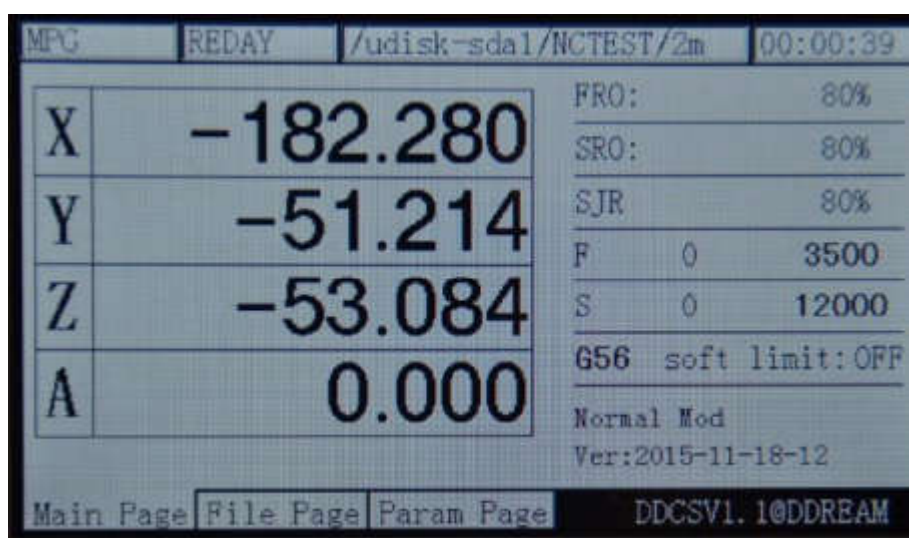 MPG REDAY /udisk-sda1/NCTEST/2m 00:00:39
X -182.280
Y -51.214
Z -53.084
A 0.000
FRO: 80%
SRO: 80%
SJR 80%
F 0 3500
S 0 12000
G56 soft limit:OFF
Normal Mod
Ver:2015-11-18-12
Main Page File Page Param Page DDCSV1.1@DDREAM